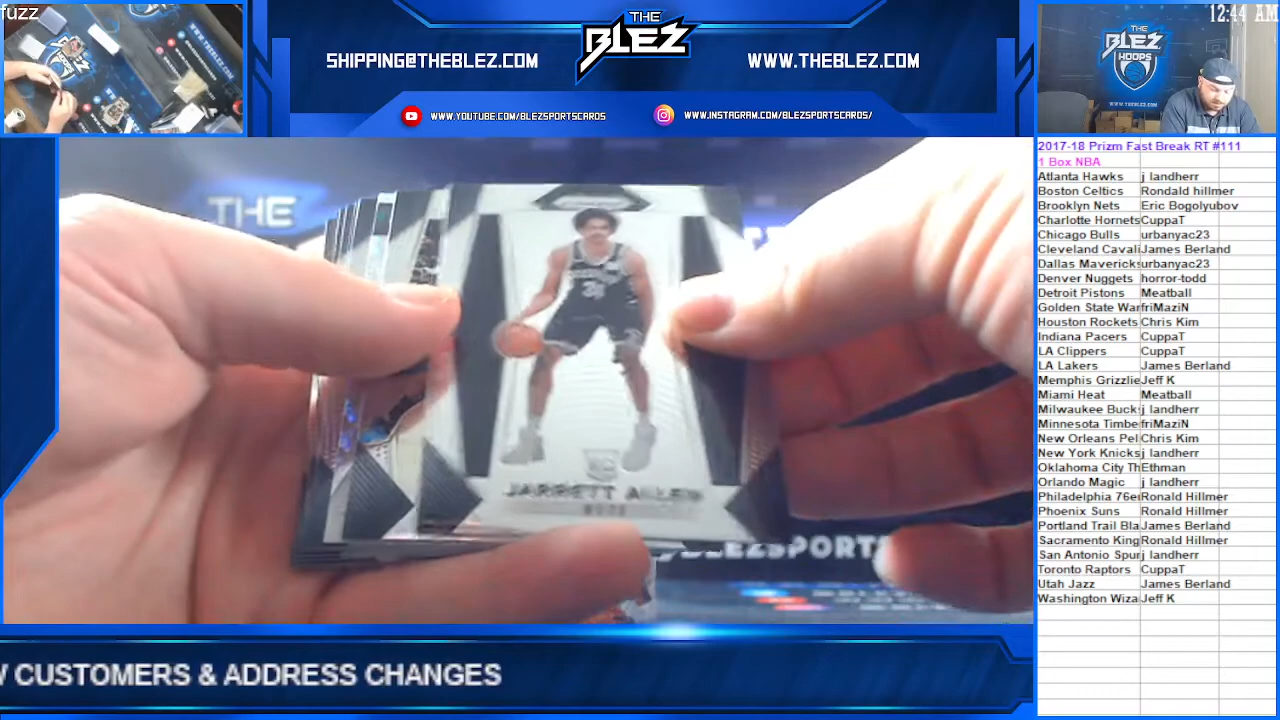 fuzz
SHIPPING@THEBLEZ.COM
THE
BLEZ
WWW.THEBLEZ.COM
WWW.YOUTUBE.COM/BLEZSPORTSCARDS
WWW.INSTAGRAM.COM/BLEZSPORTSCARDS/
12:44 AM
THE
BLEZ
HOOPS
WWW.THEBLEZ.COM
2017-18 Prizm Fast Break RT #111
1 Box NBA
Atlanta Hawks j landherr
Boston Celtics Rondald hillmer
Brooklyn Nets Eric Bogolyubov
Charlotte Hornets CuppaT
Chicago Bulls urbanyac23
Cleveland Cavali James Berland
Dallas Mavericks urbanyac23
Denver Nuggets horror-todd
Detroit Pistons Meatball
Golden State War friMaziN
Houston Rockets Chris Kim
Indiana Pacers CuppaT
LA Clippers CuppaT
LA Lakers James Berland
Memphis Grizzlie Jeff K
Miami Heat Meatball
Milwaukee Buck j landherr
Minnesota Timbe friMaziN
New Orleans Pel Chris Kim
New York Knicks j landherr
Oklahoma City Th Ethman
Orlando Magic j landherr
Philadelphia 76e Ronald Hillmer
Phoenix Suns Ronald Hillmer
Portland Trail Bla James Berland
Sacramento King Ronald Hillmer
San Antonio Spur j landherr
Toronto Raptors CuppaT
Utah Jazz James Berland
Washington Wiza Jeff K
THE
JARRETT ALLEN
BLEZSPORTS
CUSTOMERS & ADDRESS CHANGES